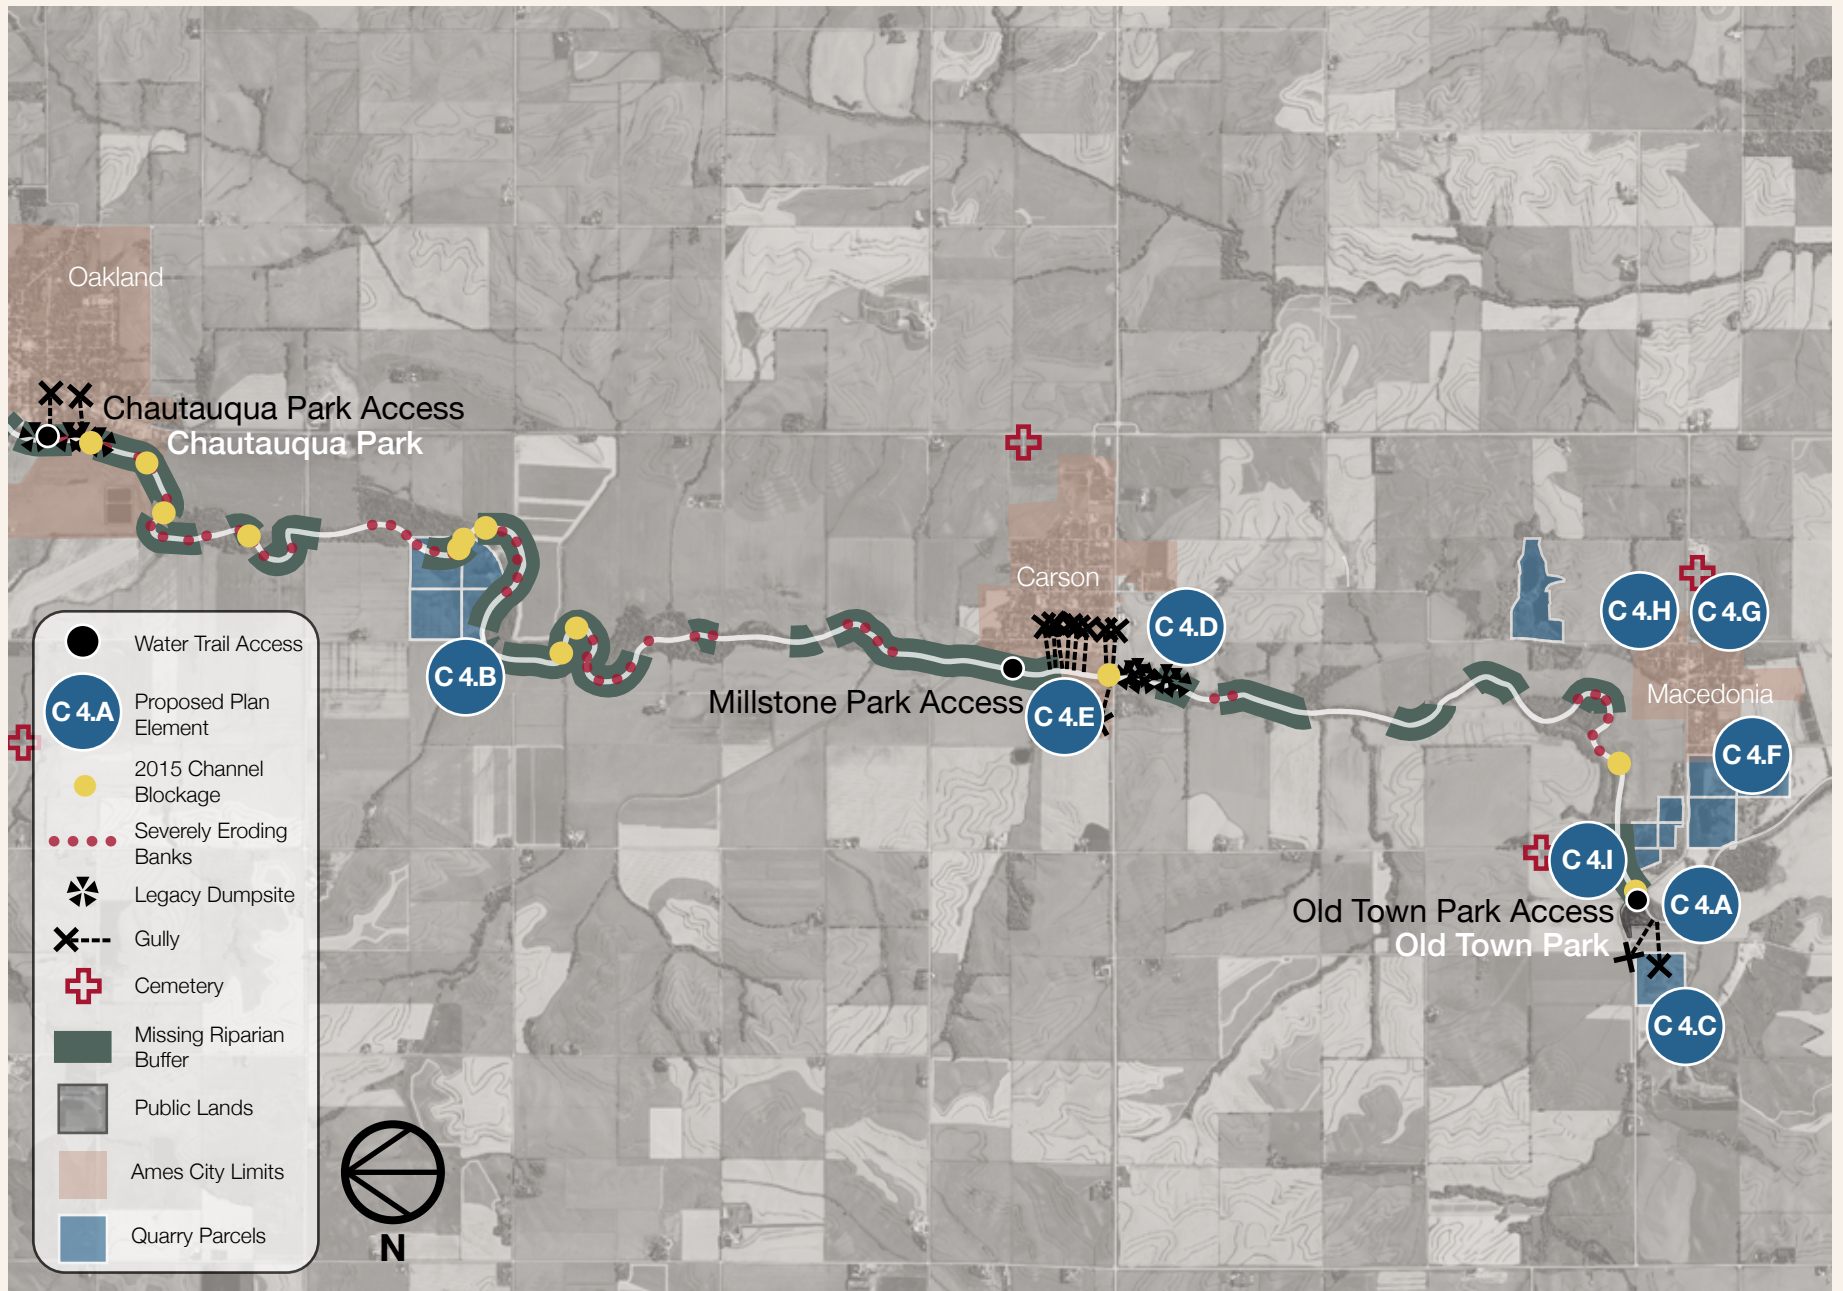 Oakland
Chautauqua Park Access
Chautauqua Park
Carson
C 4.D
C 4.H
C 4.G
C 4.B
Millstone Park Access
C 4.E
Macedonia
C 4.F
C 4.I
Old Town Park Access
C 4.A
Old Town Park
C 4.C
Water Trail Access
C 4.A
Proposed Plan
Element
2015 Channel
Blockage
Severely Eroding
Banks
Legacy Dumpsite
Gully
Cemetery
Missing Riparian
Buffer
Public Lands
Ames City Limits
Quarry Parcels
N